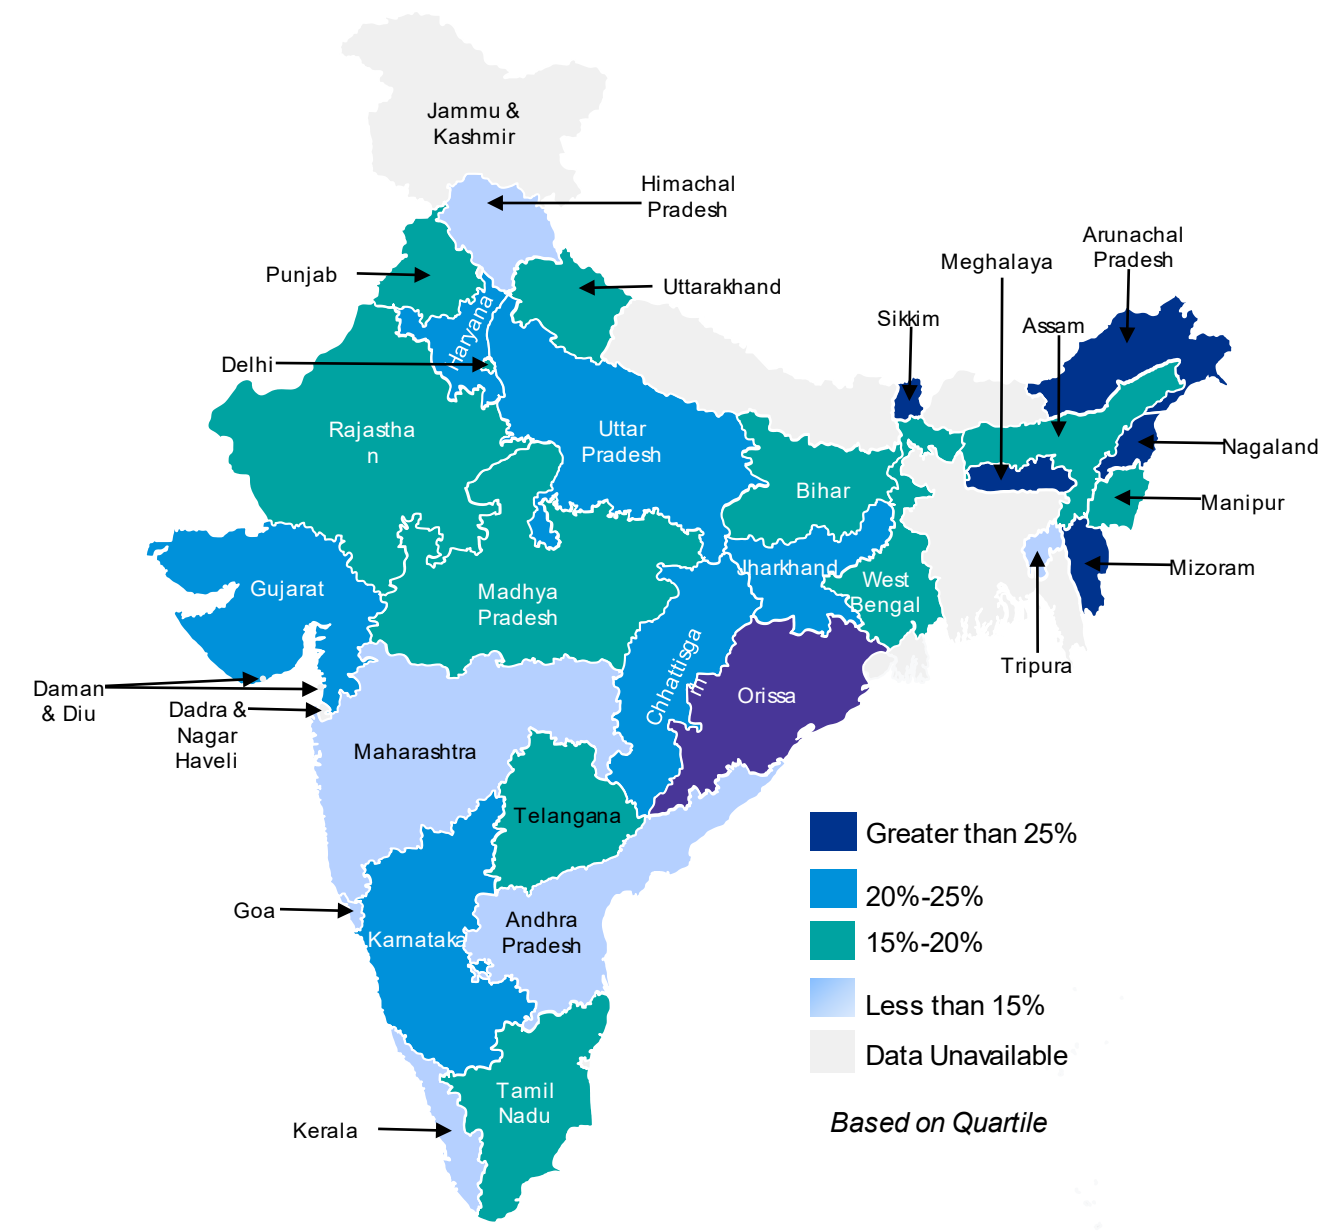 Jammu &
Kashmir
Himachal
Pradesh
Punjab
Uttarakhand
Haryana
Delhi
Arunachal
Pradesh
Meghalaya
Sikkim
Assam
Nagaland
Manipur
Mizoram
Tripura
Rajastha
n
Uttar
Pradesh
Bihar
Gujarat
Madhya
Pradesh
Jharkhand
West
Bengal
Chhattisga
rh
Orissa
Daman
& Diu
Dadra &
Nagar
Haveli
Maharashtra
Telangana
Goa
Karnataka
Andhra
Pradesh
Tamil
Nadu
Kerala
Greater than 25%
20%-25%
15%-20%
Less than 15%
Data Unavailable
Based on Quartile